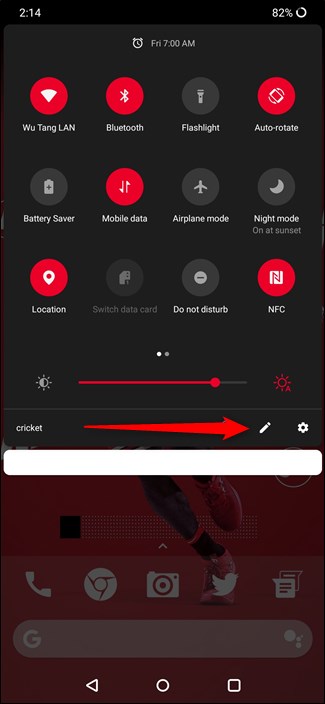 2:14 82%
Fri 7:00 AM
Wu Tang LAN Bluetooth Flashlight Auto-rotate
Battery Saver Mobile data Airplane mode Night mode
On at sunset
Location Switch data card Do not disturb NFC
A
cricket
G